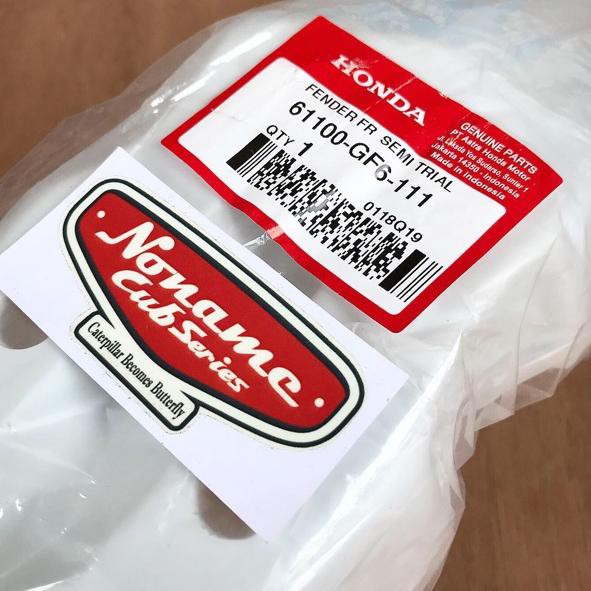 HONDA
GENUINE PARTS
PT Astra Honda Motor
Jl. Laksda Yos Sudarso, Sunter 1
Jakarta 14350 - Indonesia
Made in Indonesia
FENDER FR SEMI TRIAL
61100-GF6-111
QTY 1
0118Q19
Noname
Cub Series
Caterpillar Becomes Butterfly